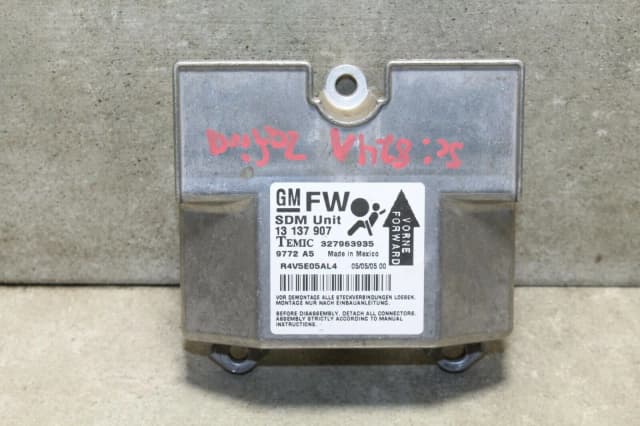 GM FW
SDM Unit
13 137 907
TEMIC 327963935
9772 A5 Made in Mexico
R4V5E05AL4 05/05/05 00
VORNE
FORWARD
VOR DEMONTAGE ALLE STECKVERBINDUNGEN LOESEN.
MONTAGE NUR NACH EINBAUANLEITUNG.
BEFORE DISASSEMBLY, DETACH ALL CONNECTORS.
ASSEMBLY STRICTLY ACCORDING TO MANUAL
INSTRUCTIONS.